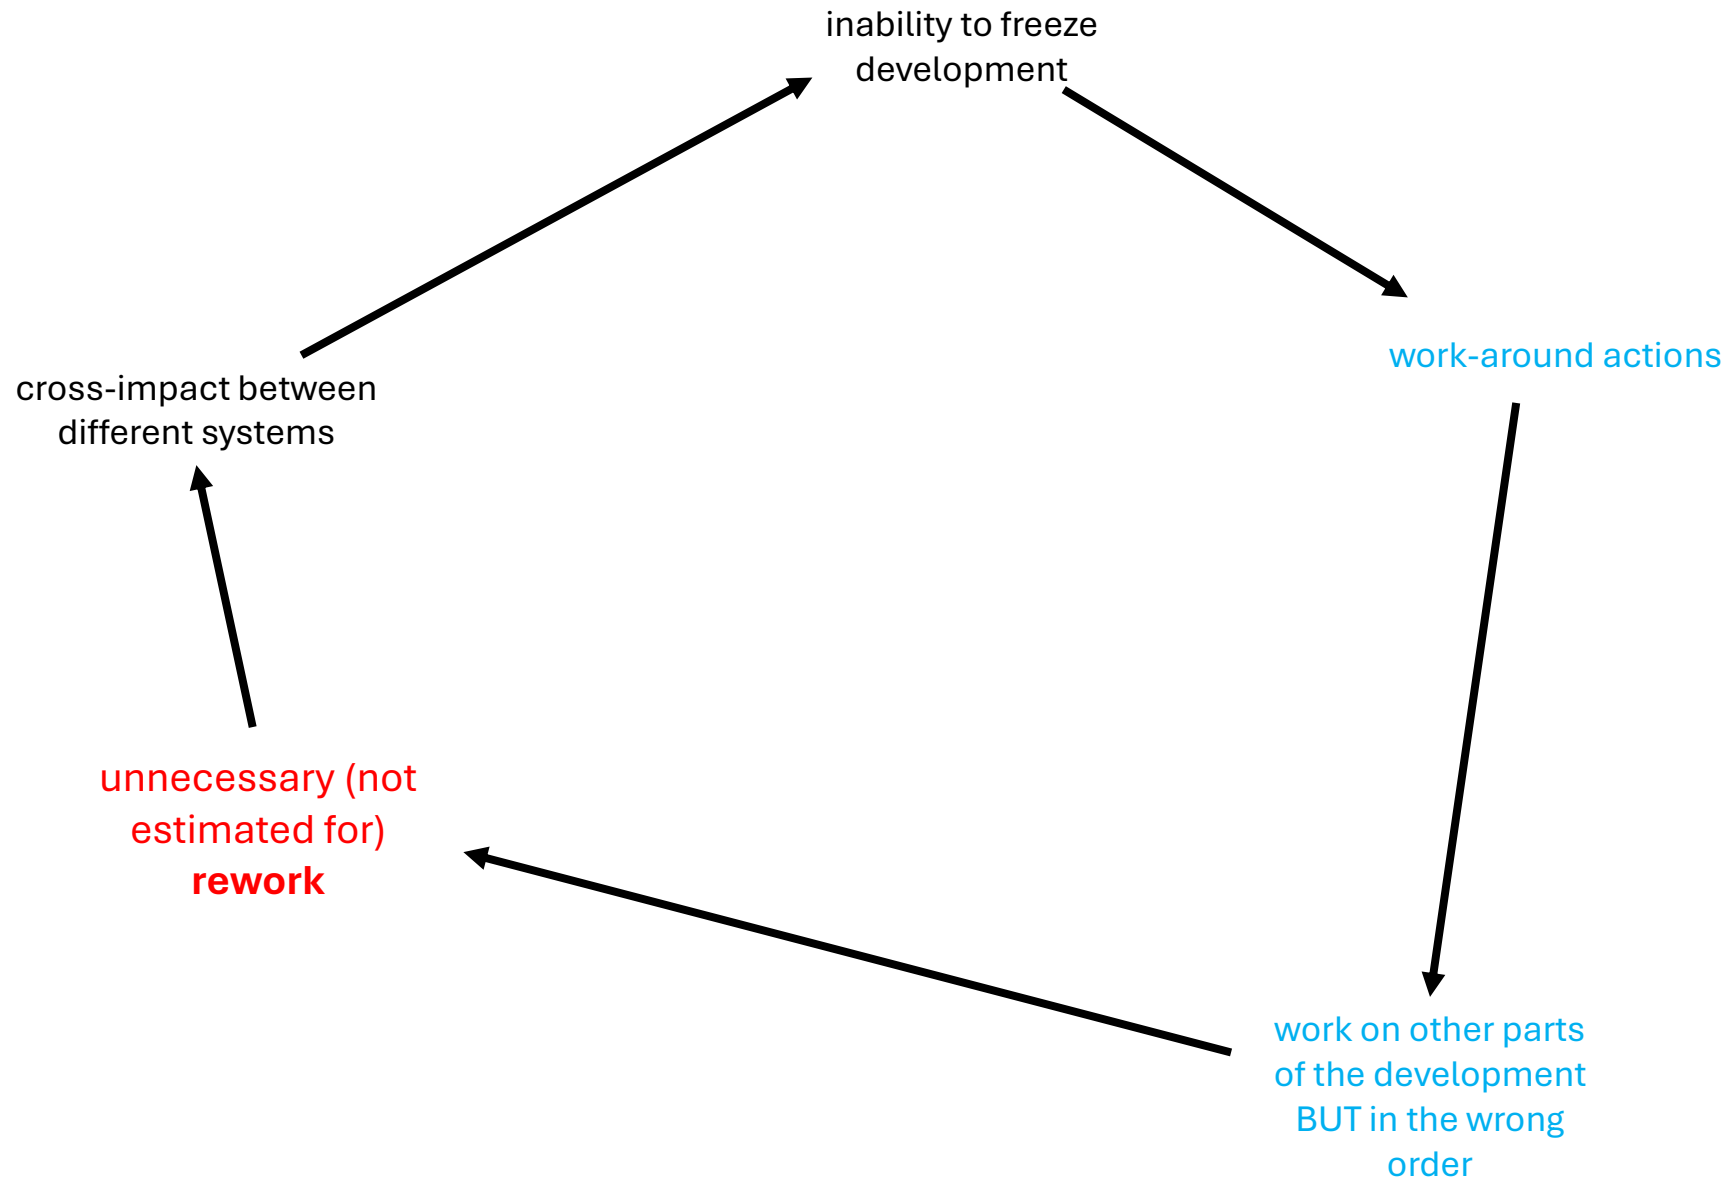 inability to freeze
development
work-around actions
cross-impact between
different systems
unnecessary (not
estimated for)
rework
work on other parts
of the development
BUT in the wrong
order